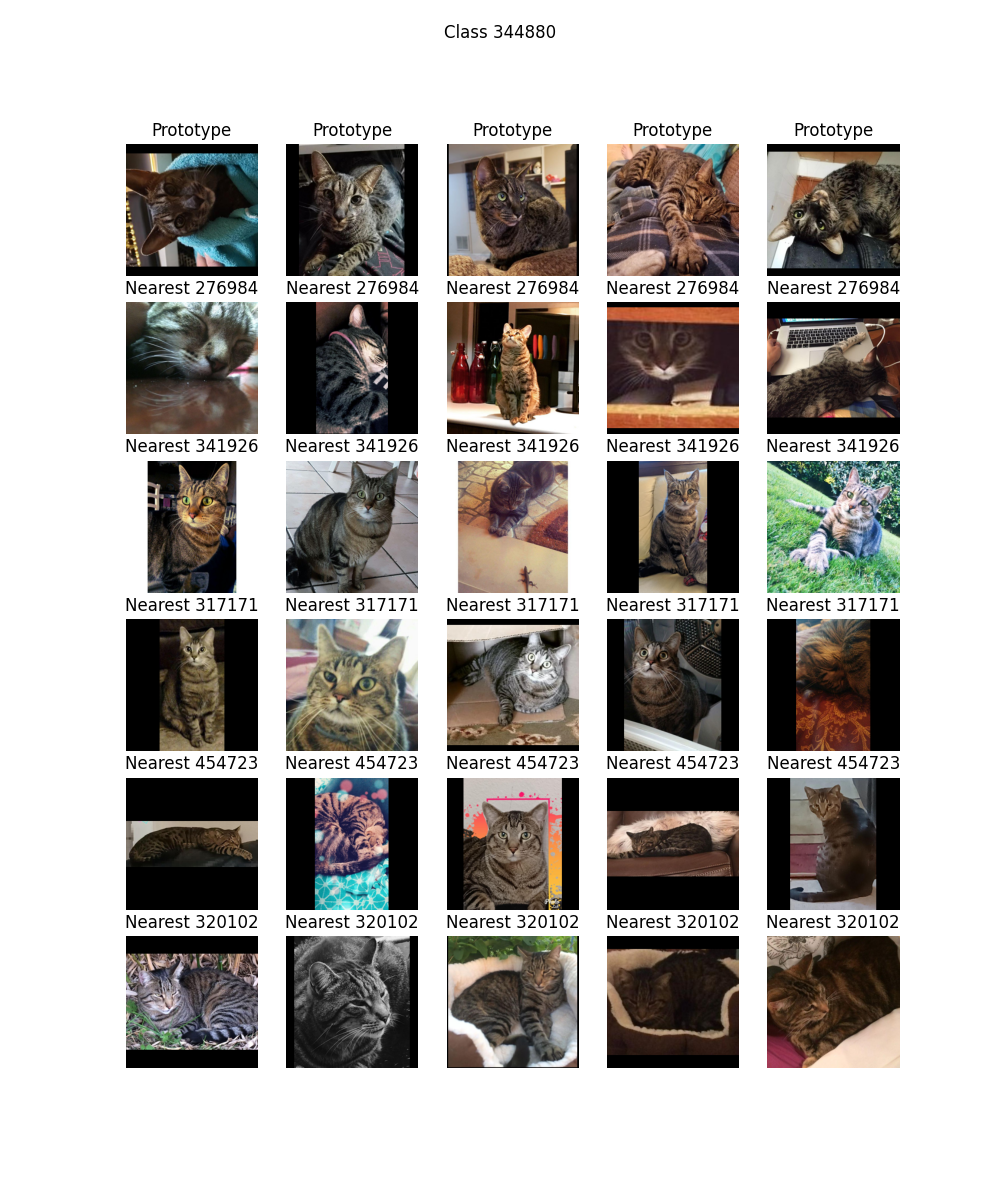 Class 344880
Prototype Prototype Prototype Prototype Prototype
Nearest 276984 Nearest 276984 Nearest 276984 Nearest 276984 Nearest 276984
Nearest 341926 Nearest 341926 Nearest 341926 Nearest 341926 Nearest 341926
Nearest 317171 Nearest 317171 Nearest 317171 Nearest 317171 Nearest 317171
Nearest 454723 Nearest 454723 Nearest 454723 Nearest 454723 Nearest 454723
Nearest 320102 Nearest 320102 Nearest 320102 Nearest 320102 Nearest 320102